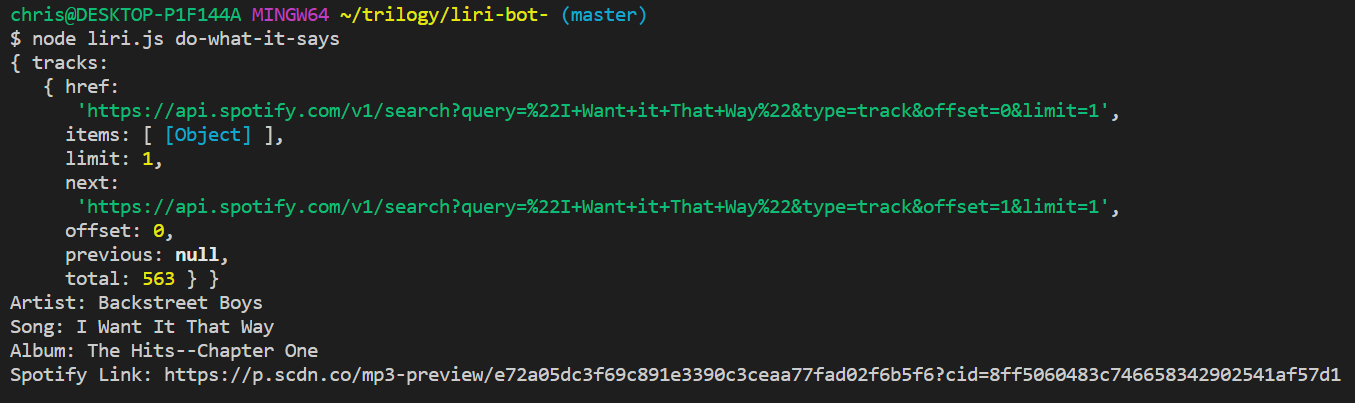 chris@DESKTOP-P1F144A MINGW64 ~/trilogy/liri-bot- (master)
$ node liri.js do-what-it-says
{ tracks:
   { href:
      'https://api.spotify.com/v1/search?query=%22I+Want+it+That+Way%22&type=track&offset=0&limit=1',
     items: [ [Object] ],
     limit: 1,
     next:
      'https://api.spotify.com/v1/search?query=%22I+Want+it+That+Way%22&type=track&offset=1&limit=1',
     offset: 0,
     previous: null,
     total: 563 } }
Artist: Backstreet Boys
Song: I Want It That Way
Album: The Hits--Chapter One
Spotify Link: https://p.scdn.co/mp3-preview/e72a05dc3f69c891e3390c3ceaa77fad02f6b5f6?cid=8ff5060483c746658342902541af57d1